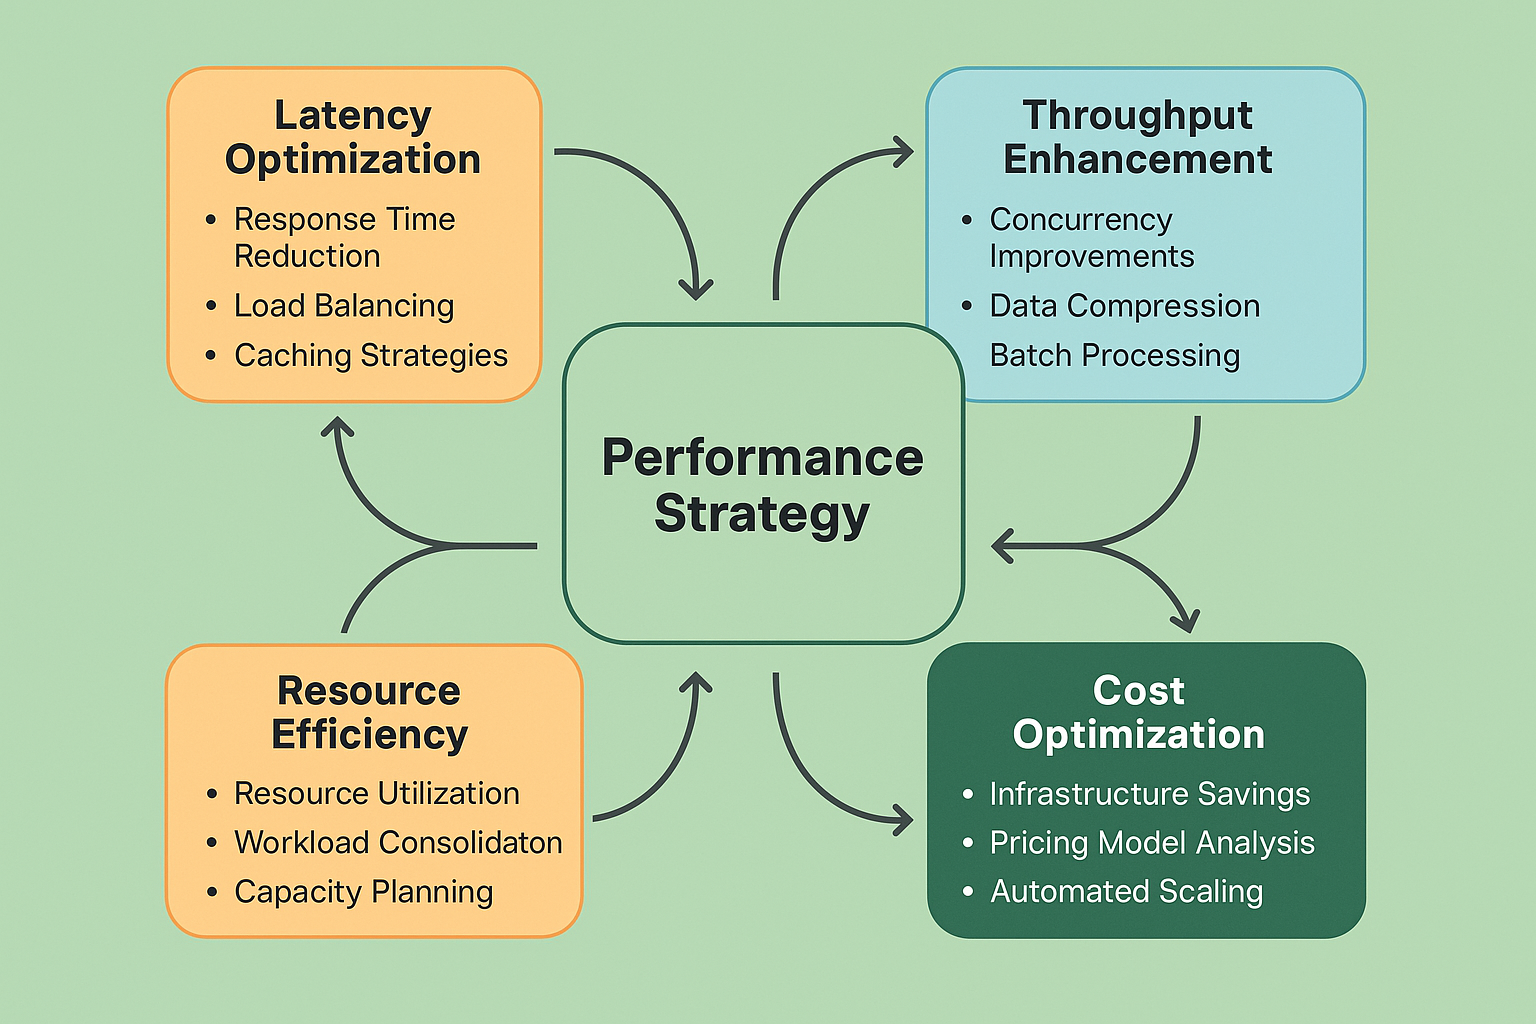 Latency
Optimization
• Response Time
Reduction
• Load Balancing
• Caching Strategies
Throughput
Enhancement
• Concurrency
Improvements
• Data Compression
Batch Processing
Performance
Strategy
Resource
Efficiency
• Resource Utilization
• Workload Consolidaton
• Capacity Planning
Cost
Optimization
• Infrastructure Savings
• Pricing Model Analysis
• Automated Scaling